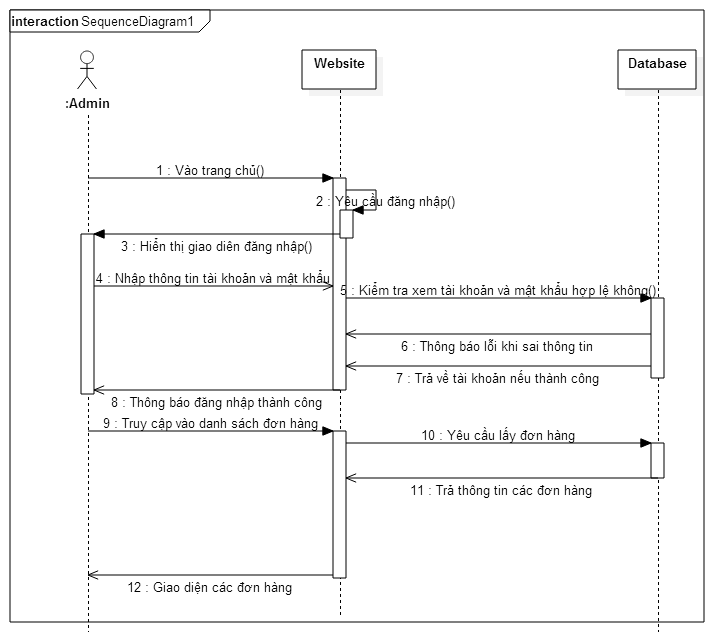 interaction SequenceDiagram1
Website
Database
:Admin
1 : Vào trang chủ()
2 : Yêu cầu đăng nhập()
3 : Hiển thị giao diên đăng nhập()
4 : Nhập thông tin tài khoản và mật khẩu
5 : Kiểm tra xem tài khoản và mật khẩu hợp lệ không()
6 : Thông báo lỗi khi sai thông tin
7 : Trả về tài khoản nếu thành công
8 : Thông báo đăng nhập thành công
9 : Truy cập vào danh sách đơn hàng
10 : Yêu cầu lấy đơn hàng
11 : Trả thông tin các đơn hàng
12 : Giao diện các đơn hàng